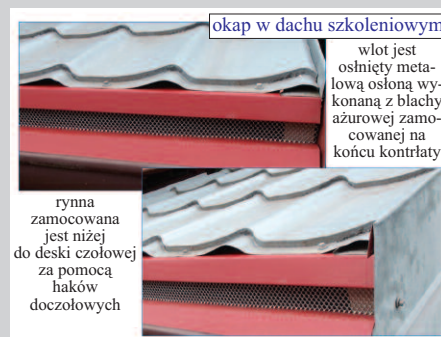 okap w dachu szkoleniowym
wlot jest
osłnięty meta-
lową osłoną wy-
konaną z blachy
ażurowej zamo-
cowanej na
końcu kontrłaty
rynna
zamocowana
jest niżej
do deski czołowej
za pomocą
haków
doczołowych